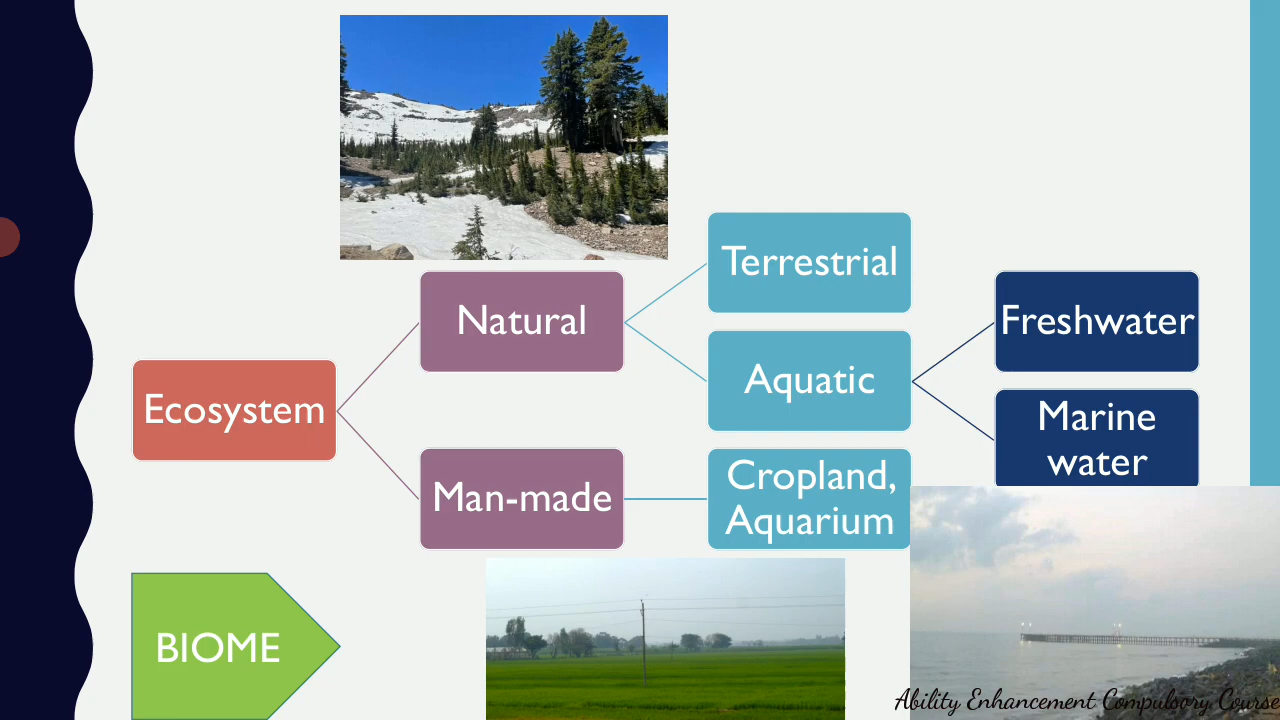 Terrestrial
Natural
Freshwater
Aquatic
Ecosystem
Marine
water
Man-made
Cropland,
Aquarium
BIOME
Ability Enhancement Compulsory Course